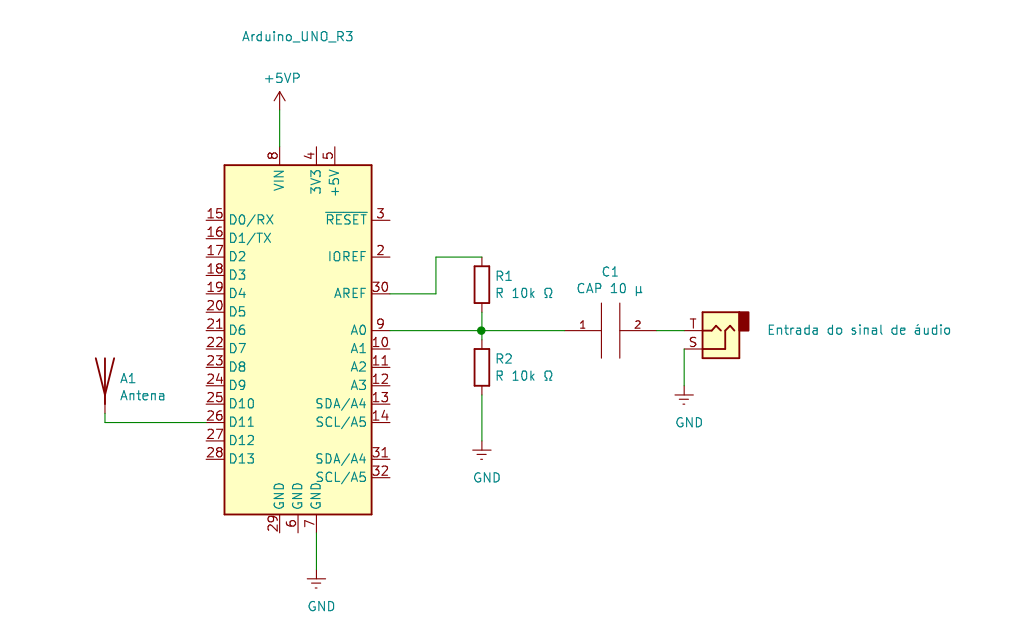 Arduino_UNO_R3
+5VP
8
4
5
VIN
3V3
+5V
15 D0/RX
16 D1/TX
17 D2
18 D3
19 D4
20 D5
21 D6
22 D7
23 D8
24 D9
25 D10
26 D11
27 D12
28 D13
RESET 3
IOREF 2
AREF 30
A0 9
A1 10
A2 11
A3 12
SDA/A4 13
SCL/A5 14
SDA/A4 31
SCL/A5 32
GND
GND
GND
29
6
7
GND
A1
Antena
R1
R 10k Ω
R2
R 10k Ω
GND
C1
CAP 10 µ
1
2
T
S
Entrada do sinal de áudio
GND